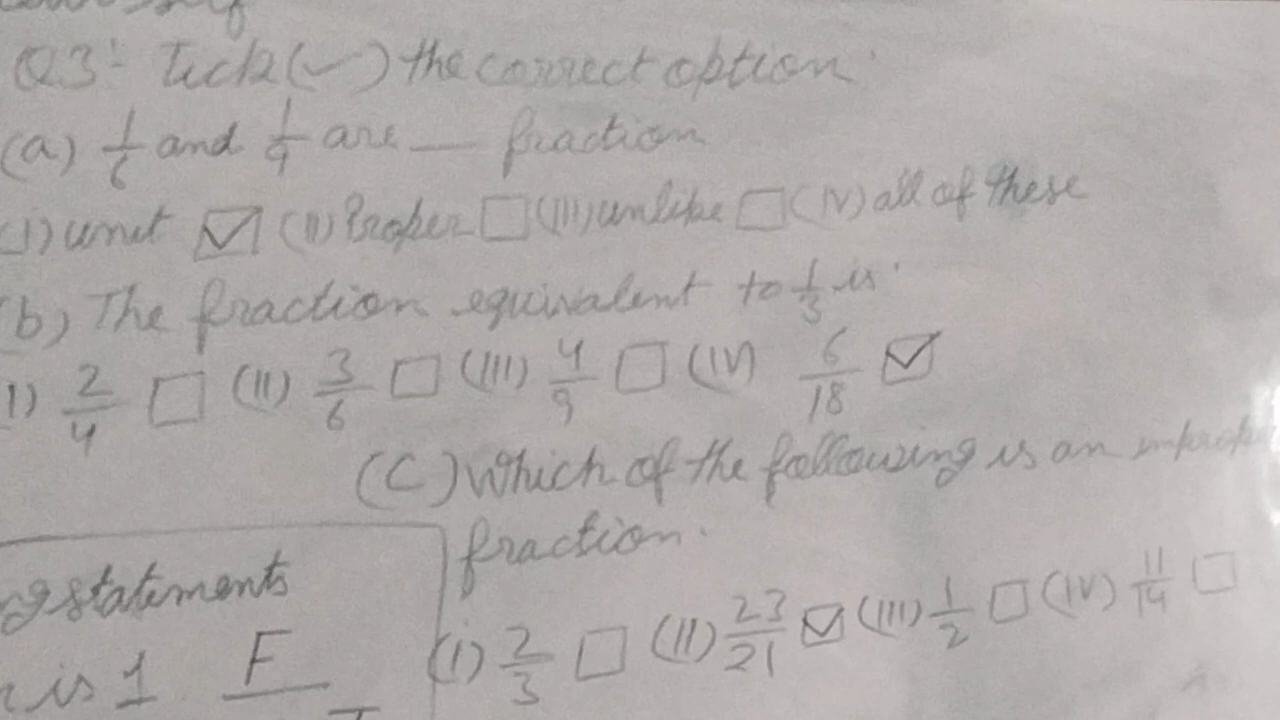 Q3: Tick (✓) the correct option.
(a) 1/6 and 1/9 are __ fraction
(I) unit ☑ (II) Proper ☐ (III) unlike ☐ (IV) all of these
(b) The fraction equivalent to 1/3 is
I) 2/4 ☐ (II) 3/6 ☐ (III) 4/9 ☐ (IV) 6/18 ☑
(C) Which of the following is an
fraction.
(i) 2/3 ☐ (II) 23/21 ☑ (III) 1/2 ☐ (IV) 11/14 ☐
g statements
is 1 F